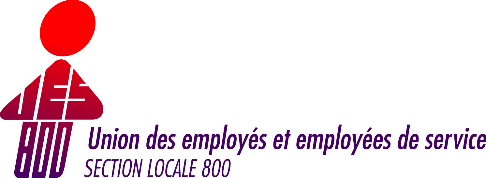 UES
800
Union des employés et employées de service
SECTION LOCALE 800